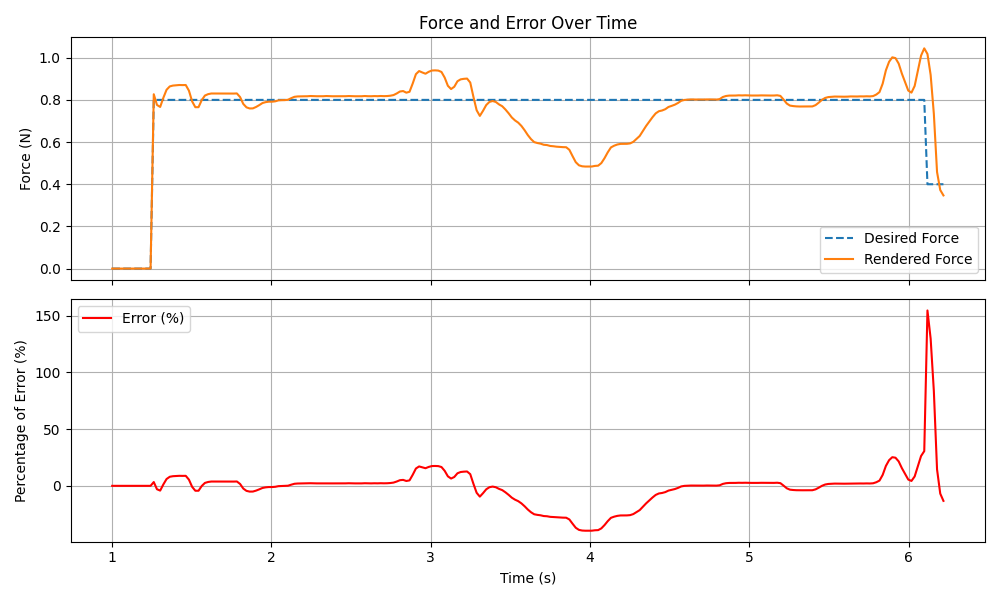 Force and Error Over Time
Force (N)
1.0
0.8
0.6
0.4
0.2
0.0
Desired Force
Rendered Force
Percentage of Error (%)
150
100
50
0
Error (%)
1 2 3 4 5 6
Time (s)